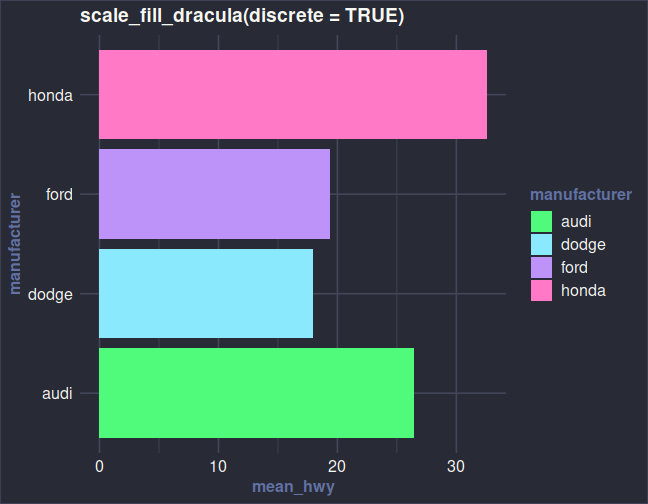 scale_fill_dracula(discrete = TRUE)
manufacturer
honda
ford
dodge
audi
0 10 20 30
mean_hwy
manufacturer
audi
dodge
ford
honda